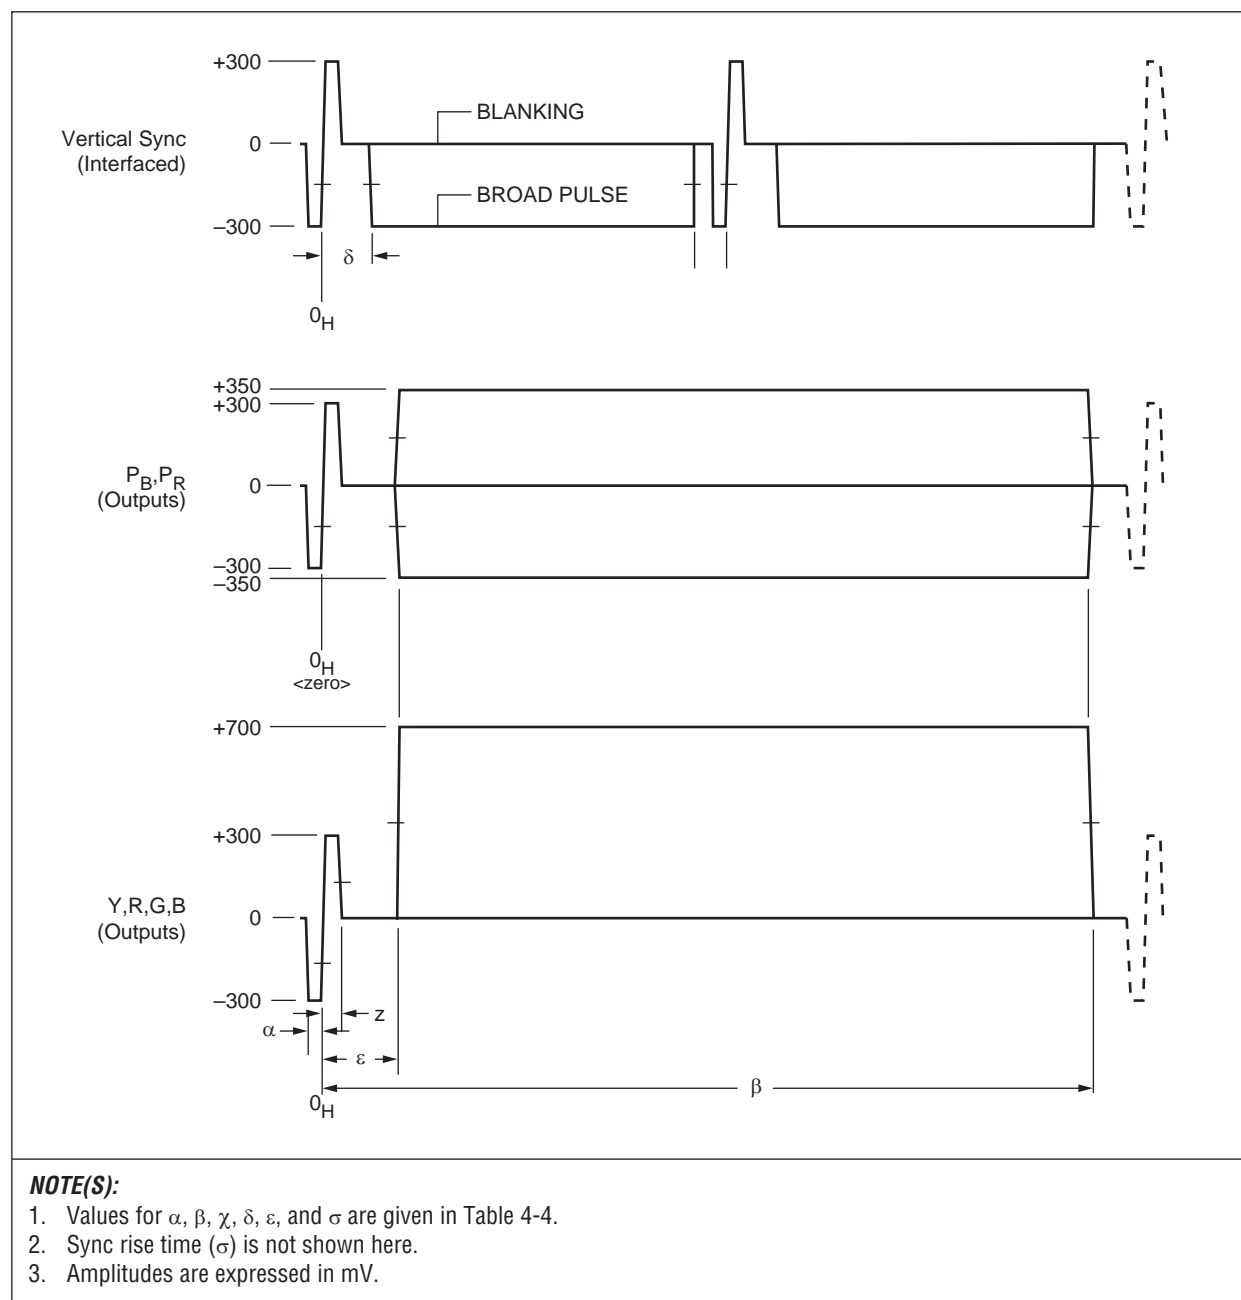 +300
BLANKING
Vertical Sync
(Interfaced)
0
BROAD PULSE
–300
δ
0H
+350
+300
PB,PR
(Outputs)
0
–300
–350
0H
<zero>
+700
+300
Y,R,G,B
(Outputs)
0
–300
z
α
ε
β
0H
NOTE(S):
1. Values for α, β, χ, δ, ε, and σ are given in Table 4-4.
2. Sync rise time (σ) is not shown here.
3. Amplitudes are expressed in mV.